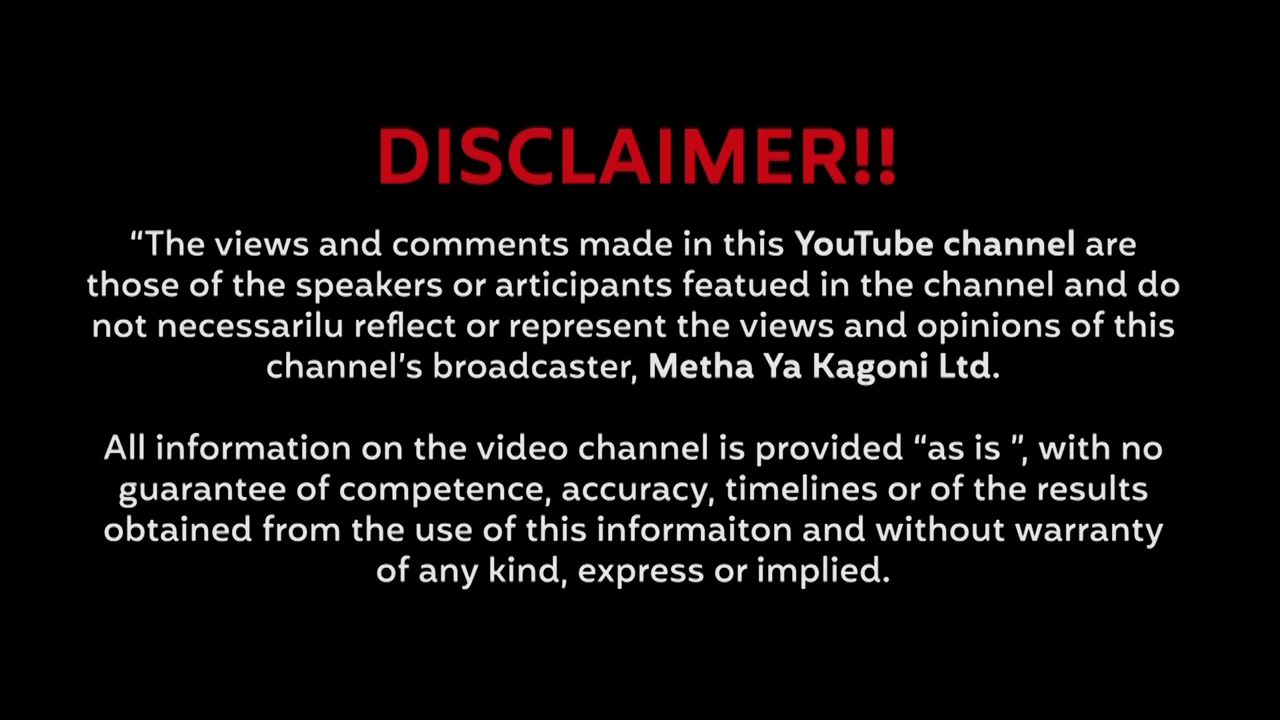 DISCLAIMER!!
“The views and comments made in this YouTube channel are
those of the speakers or articipants featued in the channel and do
not necessarilu reflect or represent the views and opinions of this
channel’s broadcaster, Metha Ya Kagoni Ltd.
All information on the video channel is provided “as is ”, with no
guarantee of competence, accuracy, timelines or of the results
obtained from the use of this informaiton and without warranty
of any kind, express or implied.